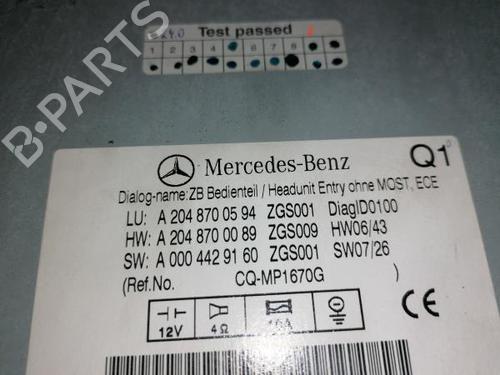 Test passed
1 2 3 4 5 6 7 8
B-PARTS
Mercedes-Benz Q1
Dialog-name: ZB Bedienteil / Headunit Entry ohne MOST, ECE
LU: A 204 870 05 94 ZGS001 DiagID0100
HW: A 204 870 00 89 ZGS009 HW06/43
SW: A 000 442 91 60 ZGS001 SW07/26
(Ref.No. CQ-MP1670G )
12V 4Ω 10A
CE